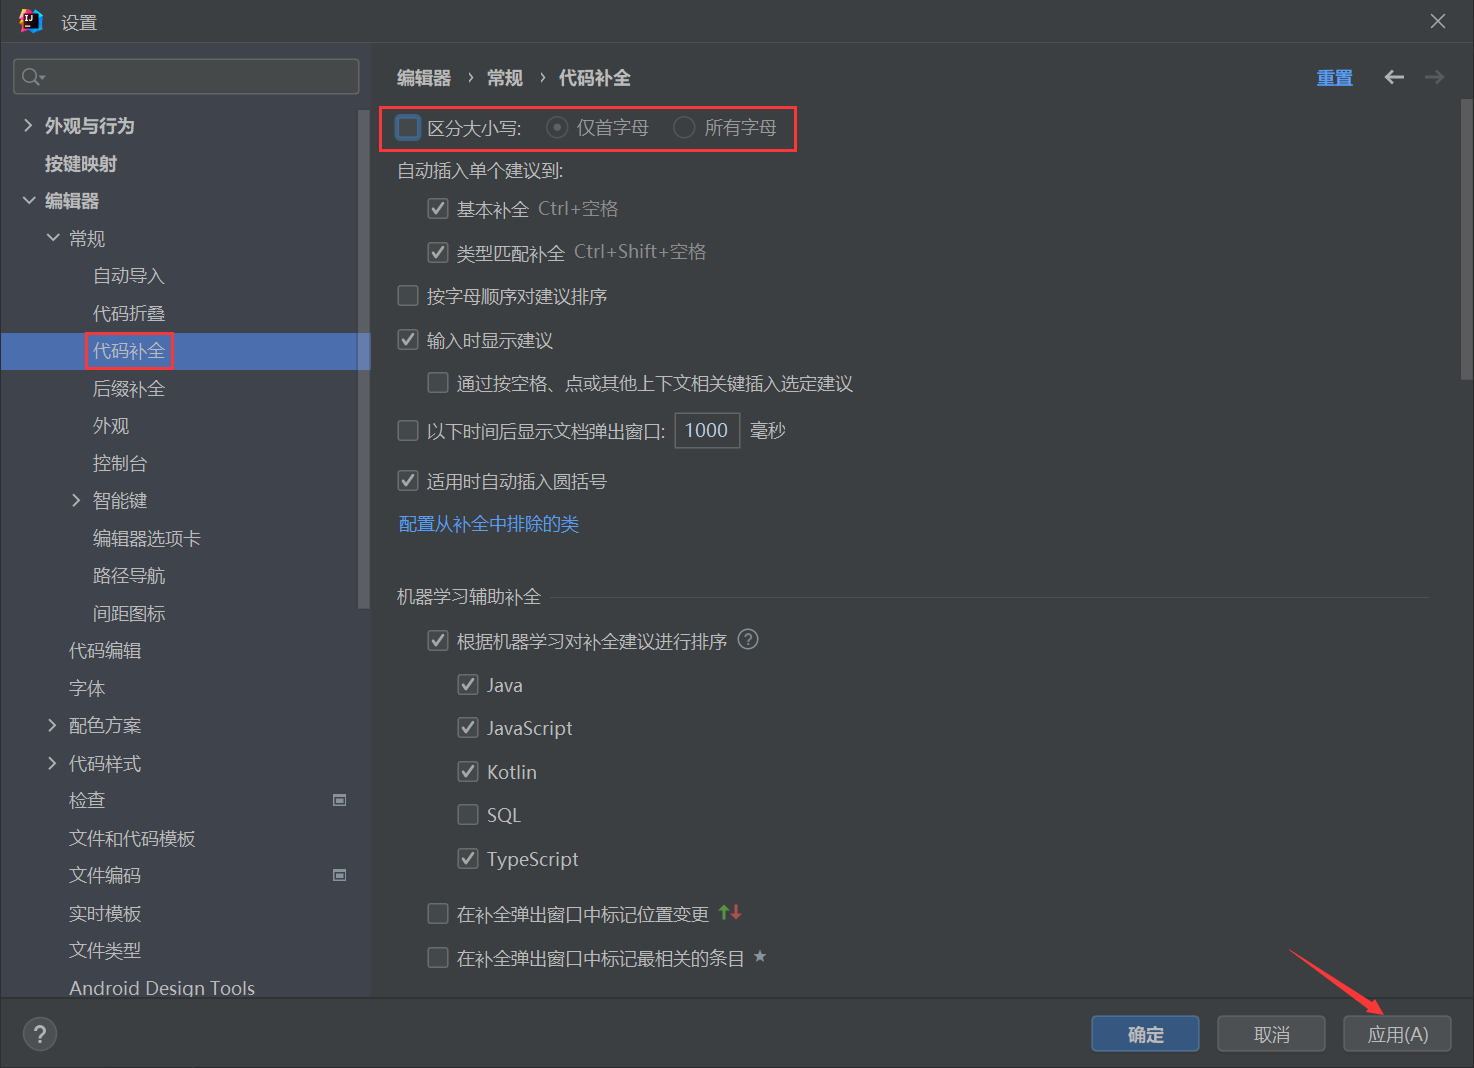 设置
外观与行为
按键映射
编辑器
常规
自动导入
代码折叠
代码补全
后缀补全
外观
控制台
智能键
编辑器选项卡
路径导航
间距图标
代码编辑
字体
配色方案
代码样式
检查
文件和代码模板
文件编码
实时模板
文件类型
Android Design Tools
编辑器 › 常规 › 代码补全 重置
区分大小写: 仅首字母 所有字母
自动插入单个建议到:
基本补全 Ctrl+空格
类型匹配补全 Ctrl+Shift+空格
按字母顺序对建议排序
输入时显示建议
通过按空格、点或其他上下文相关键插入选定建议
以下时间后显示文档弹出窗口: 1000 毫秒
适用时自动插入圆括号
配置从补全中排除的类
机器学习辅助补全
根据机器学习对补全建议进行排序 ?
Java
JavaScript
Kotlin
SQL
TypeScript
在补全弹出窗口中标记位置变更
在补全弹出窗口中标记最相关的条目
? 确定 取消 应用(A)